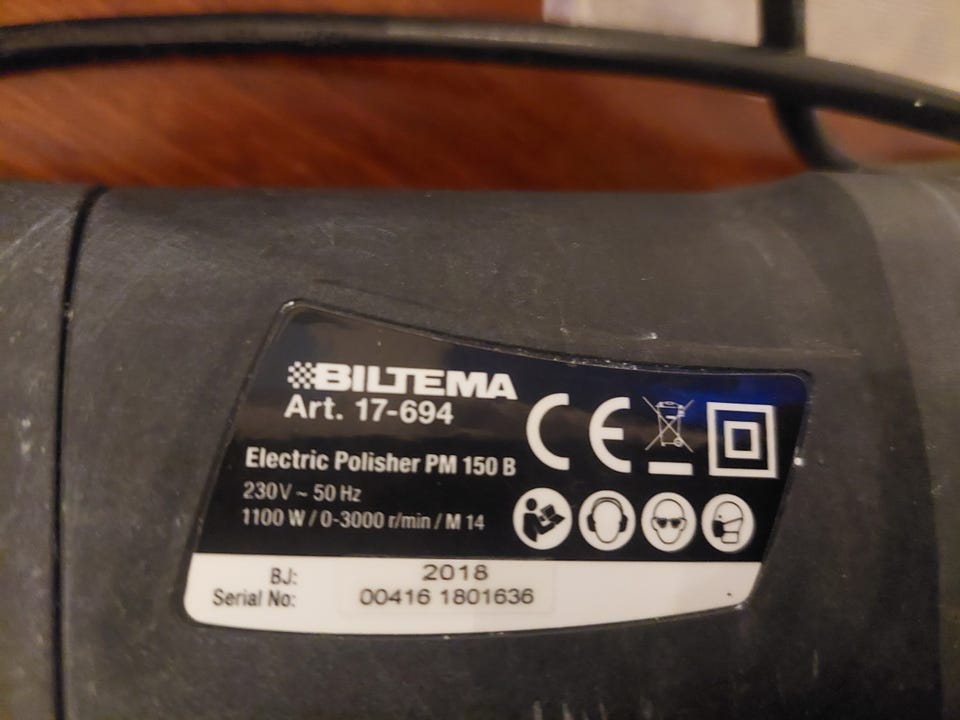 BILTEMA
Art. 17-694
CE
Electric Polisher PM 150 B
230V ~ 50 Hz
1100 W / 0-3000 r/min / M 14
BJ: 2018
Serial No: 00416 1801636